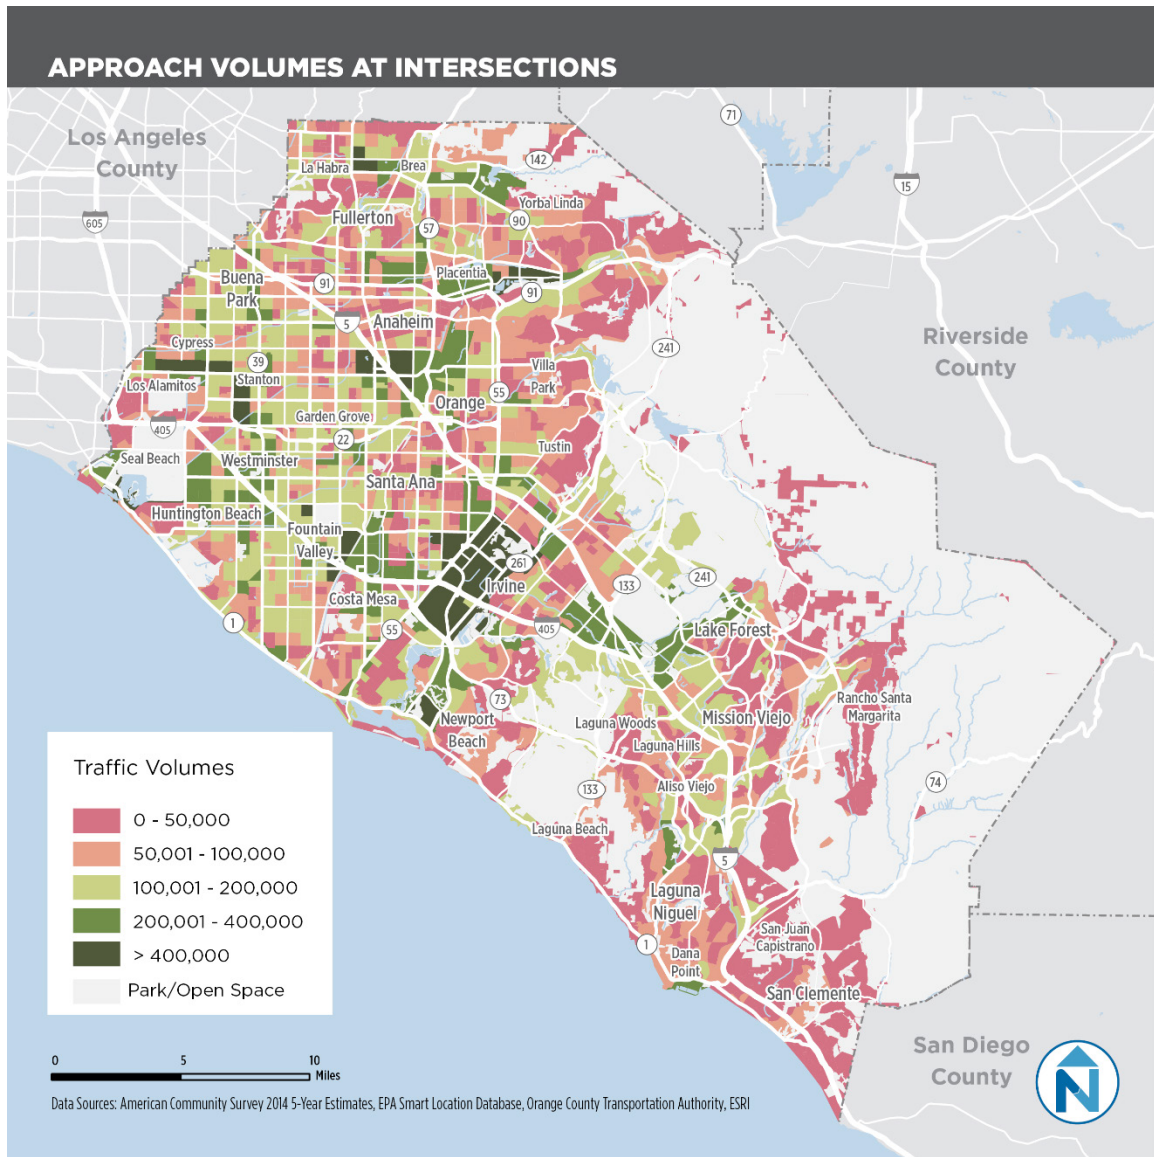 APPROACH VOLUMES AT INTERSECTIONS
Los Angeles
County
71
142
La Habra
Brea
15
605
Yorba Linda
Fullerton
90
57
Placentia
Buena
Park
91
91
5
Anaheim
Riverside
County
Cypress
241
39
Villa
Park
Los Alamitos
Stanton
55
Orange
Garden Grove
405
22
Tustin
Seal Beach
Westminster
Santa Ana
Huntington Beach
Fountain
Valley
261
Irvine
133
241
Costa Mesa
1
55
405
Lake Forest
73
Rancho Santa
Margarita
Newport
Beach
Laguna Woods
Mission Viejo
Laguna Hills
Traffic Volumes
133
Aliso Viejo
74
0 - 50,000
Laguna Beach
50,001 - 100,000
5
100,001 - 200,000
Laguna
Niguel
200,001 - 400,000
San Juan
Capistrano
1
> 400,000
Dana
Point
Park/Open Space
San Clemente
San Diego
County
0 5 10
Miles
N
Data Sources: American Community Survey 2014 5-Year Estimates, EPA Smart Location Database, Orange County Transportation Authority, ESRI